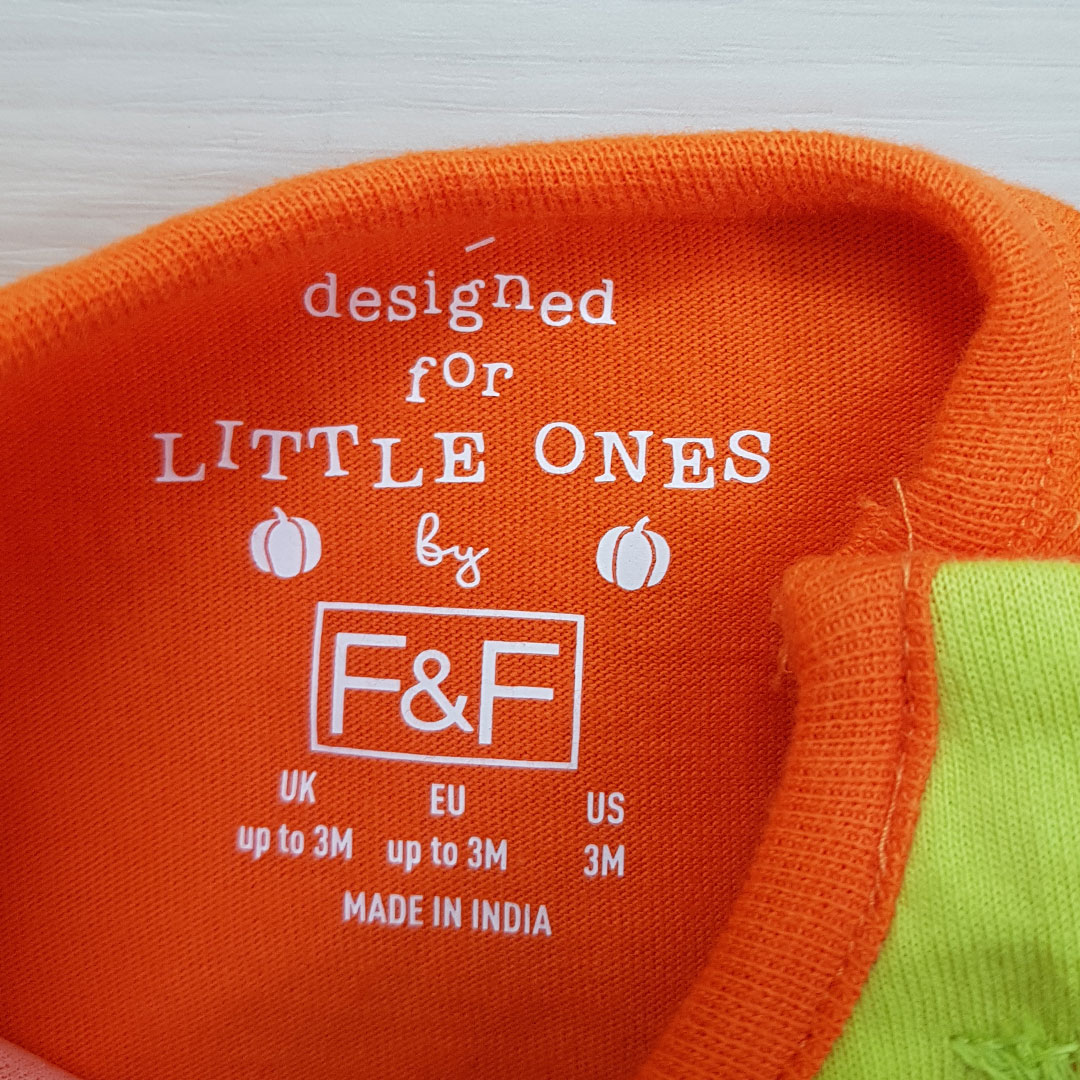 designed
for
LITTLE ONES
by
F&F
UK EU US
up to 3M up to 3M 3M
MADE IN INDIA